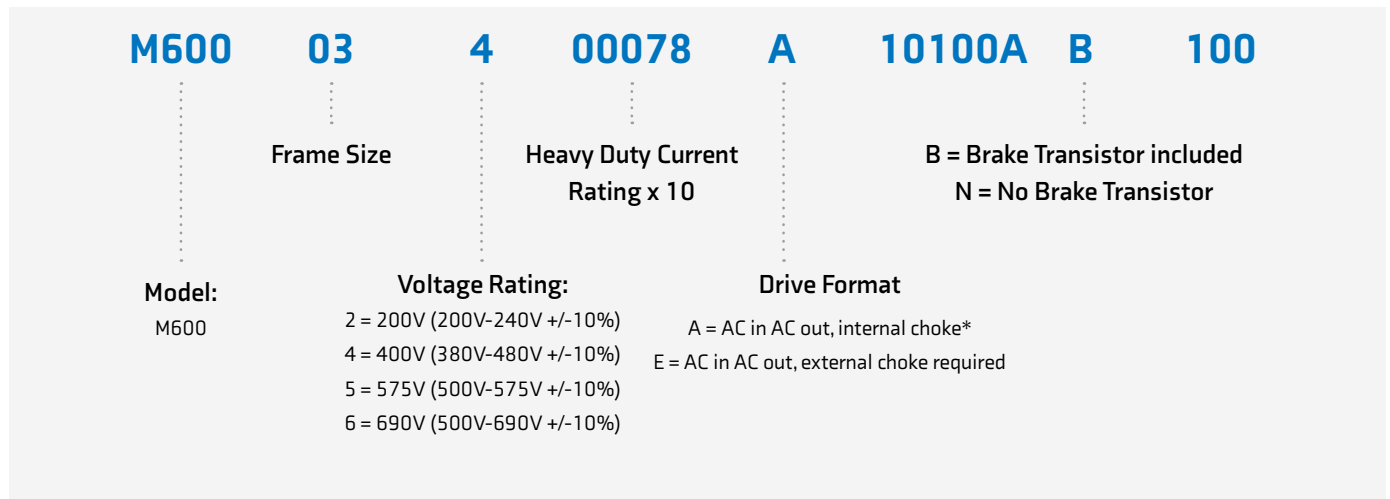 M600 03 4 00078 A 10100A B 100
Frame Size
Heavy Duty Current
Rating x 10
B = Brake Transistor included
N = No Brake Transistor
Model:
M600
Voltage Rating:
2 = 200V (200V-240V +/-10%)
4 = 400V (380V-480V +/-10%)
5 = 575V (500V-575V +/-10%)
6 = 690V (500V-690V +/-10%)
Drive Format
A = AC in AC out, internal choke*
E = AC in AC out, external choke required